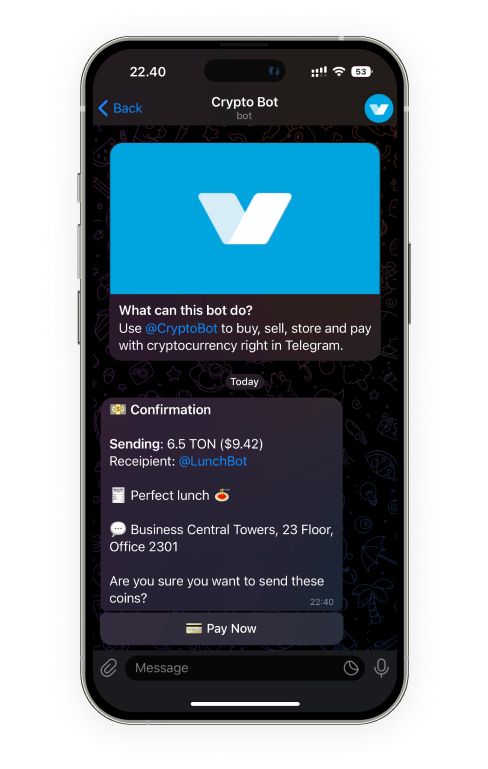 22.40
53
Back
Crypto Bot
bot
What can this bot do?
Use @CryptoBot to buy, sell, store and pay
with cryptocurrency right in Telegram.
Today
Confirmation
Sending: 6.5 TON ($9.42)
Receipient: @LunchBot
Perfect lunch
Business Central Towers, 23 Floor,
Office 2301
Are you sure you want to send these
coins?
22:40
Pay Now
Message